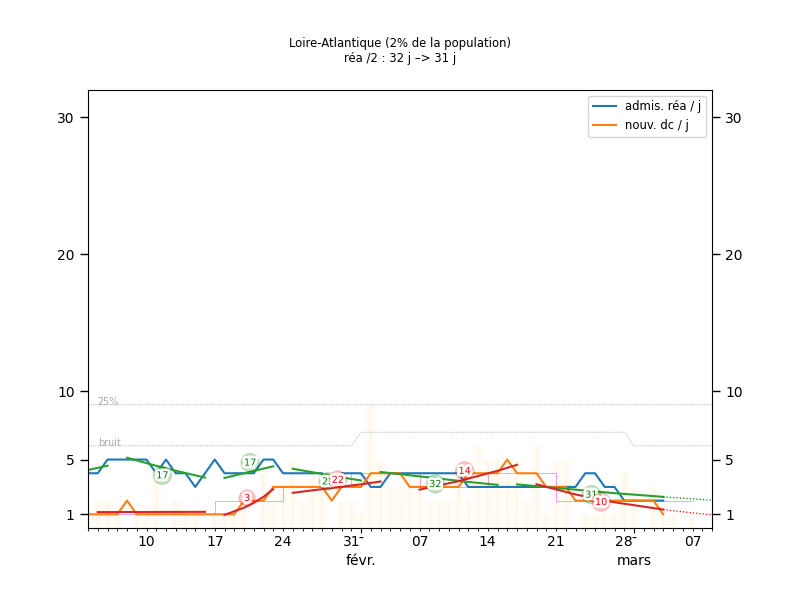 Loire-Atlantique (2% de la population)
réa /2 : 32 j –> 31 j
admis. réa / j
nouv. dc / j
30 30
20 20
10 10
25%
bruit
5 5
1 1
17 17 3 22 32 14 31 10
10 17 24 31 07 14 21 28 07
févr. mars